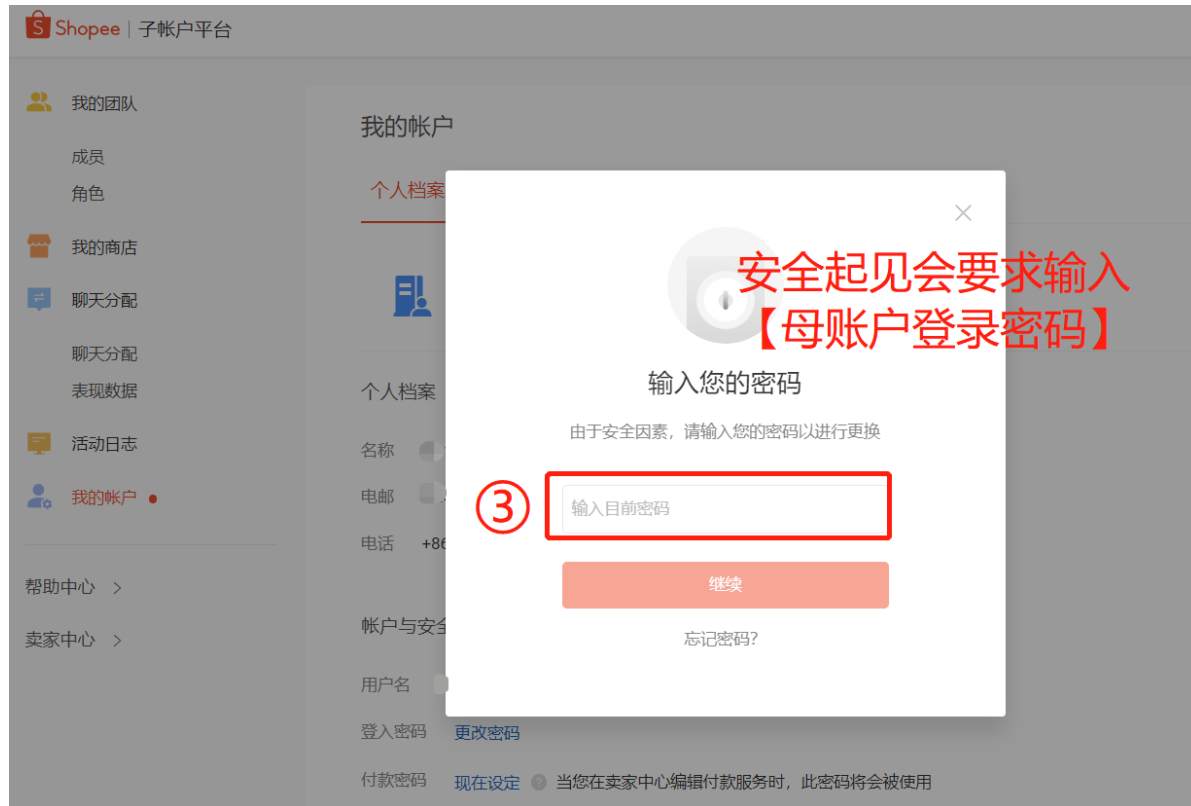 Shopee | 子帐户平台
我的团队
成员
角色
我的商店
聊天分配
聊天分配
表现数据
活动日志
我的帐户
帮助中心 >
卖家中心 >
我的帐户
个人档案
个人档案
名称
电邮
电话 +86
帐户与安全
用户名
登入密码 更改密码
付款密码 现在设定 ? 当您在卖家中心编辑付款服务时，此密码将会被使用
安全起见会要求输入
【母账户登录密码】
输入您的密码
由于安全因素，请输入您的密码以进行更换
③ 输入目前密码
继续
忘记密码?